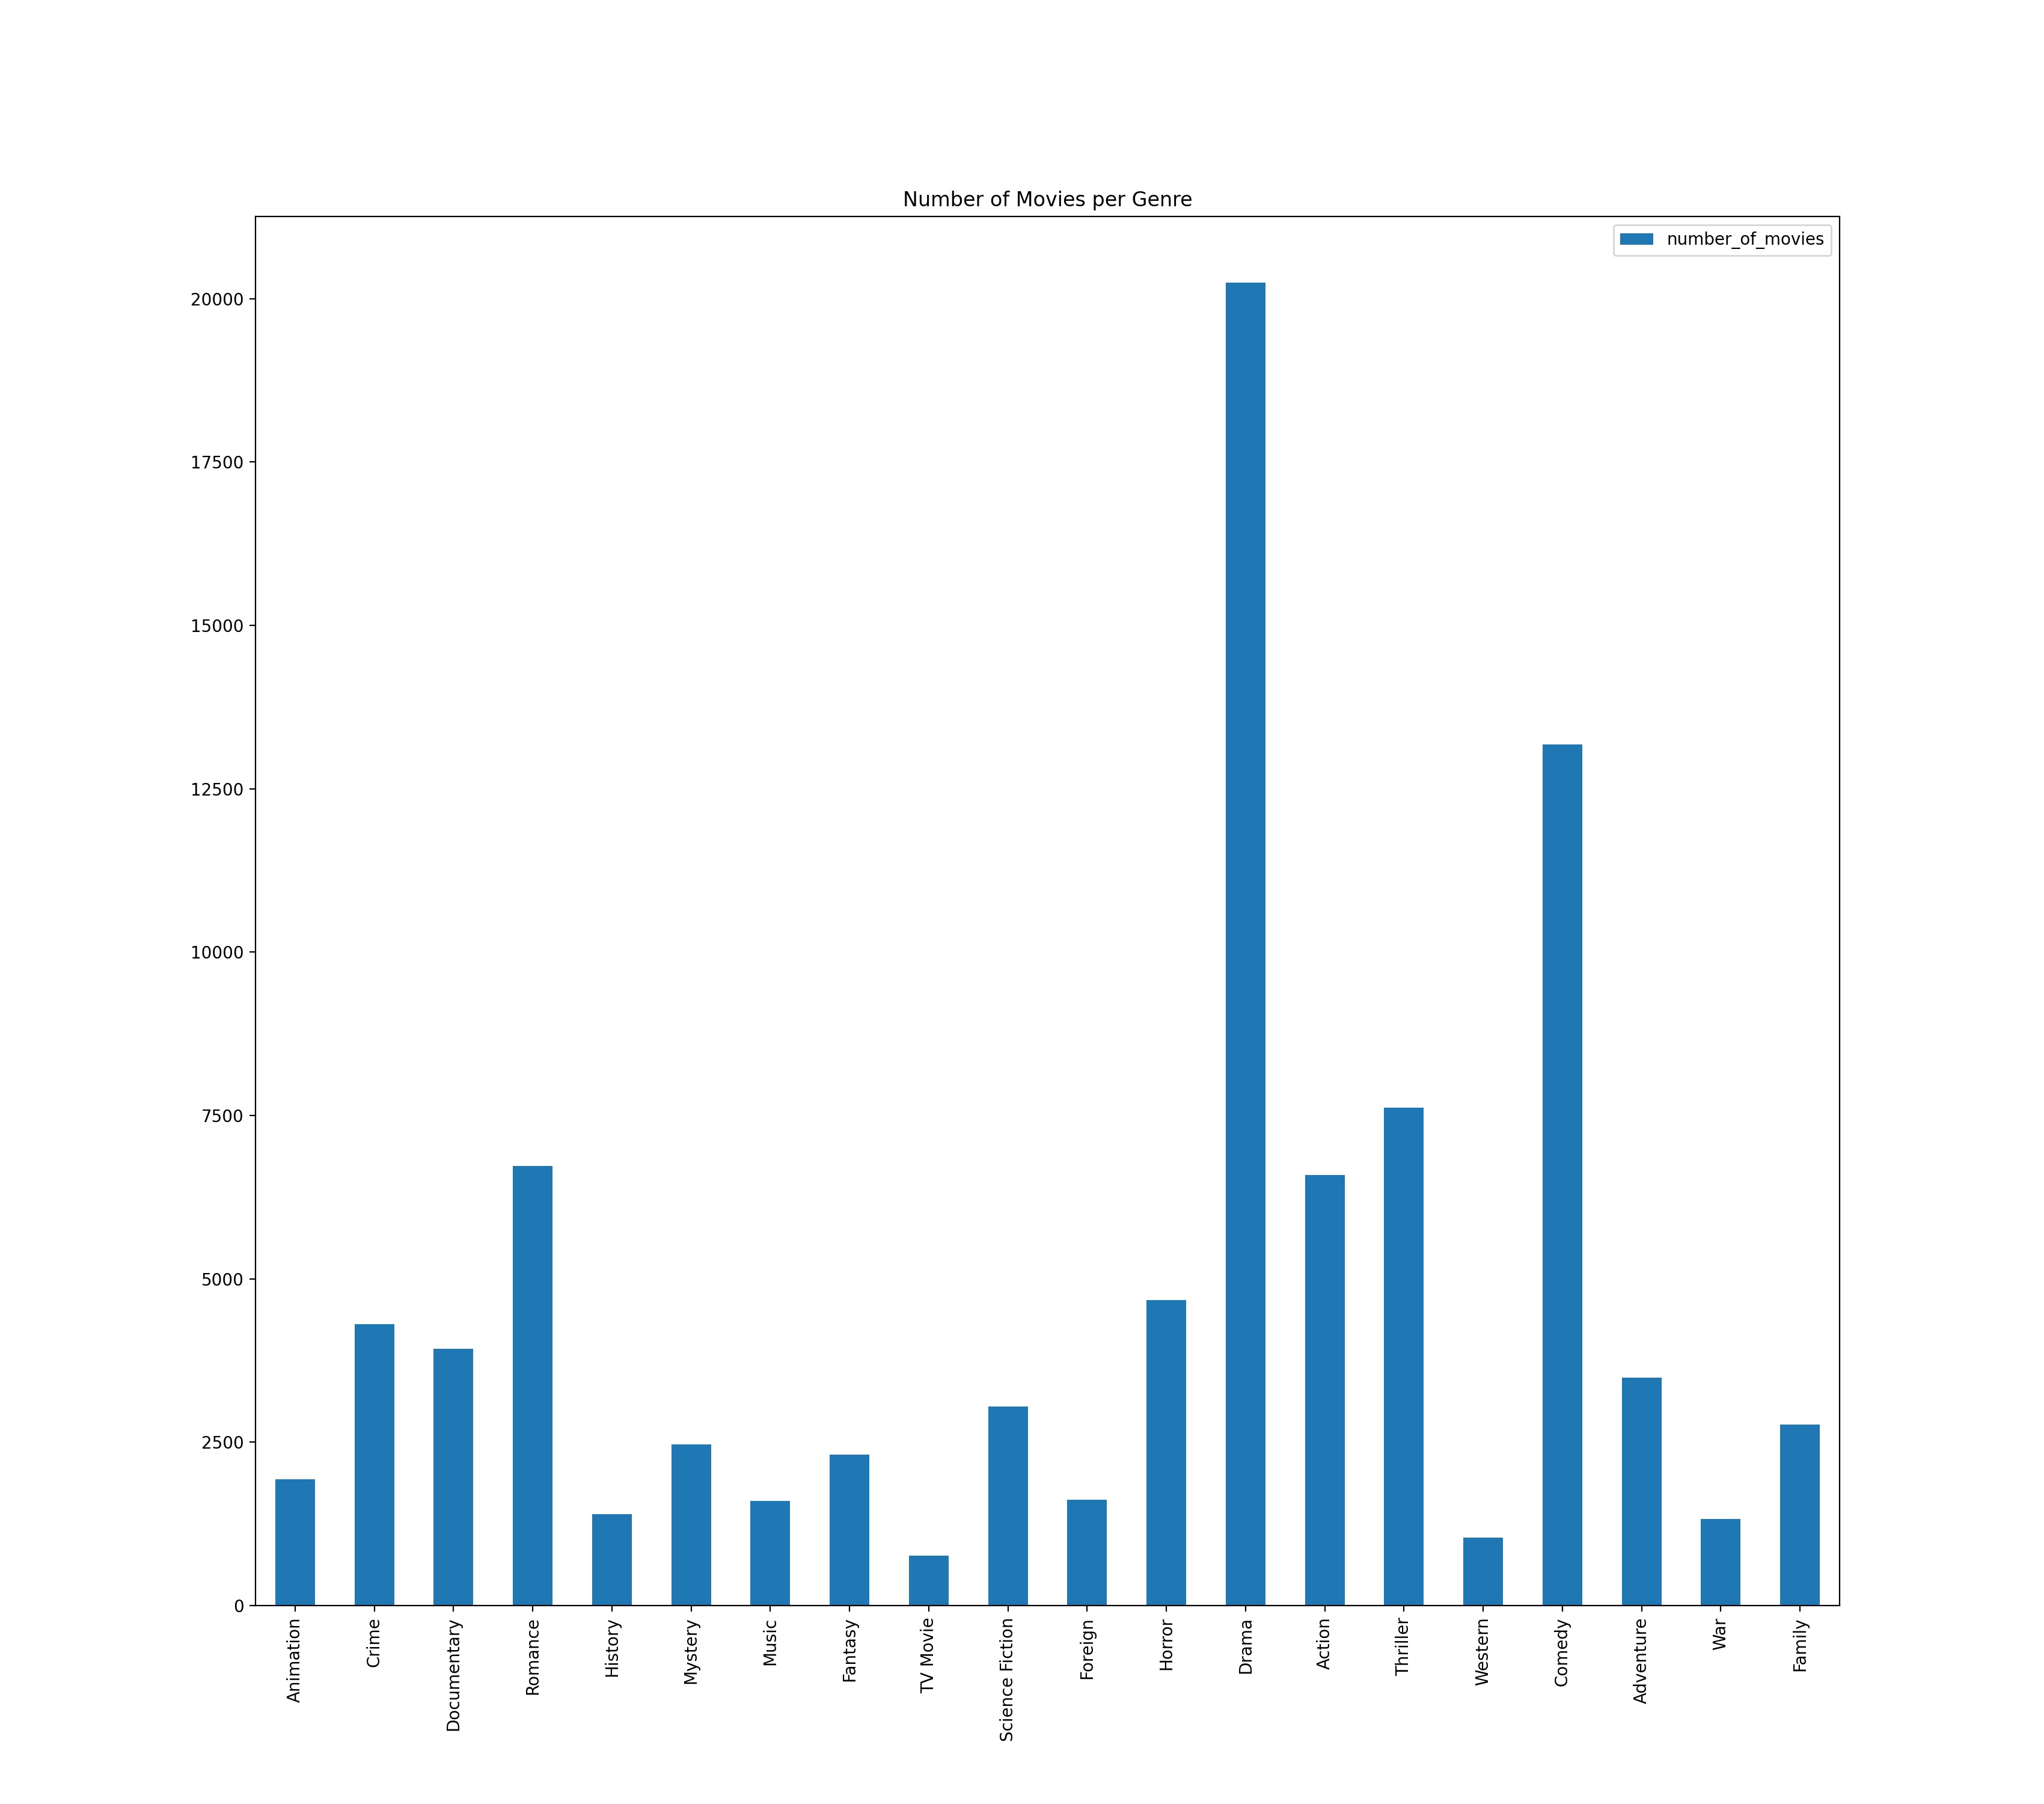 Number of Movies per Genre
number_of_movies
20000
17500
15000
12500
10000
7500
5000
2500
0
Animation
Crime
Documentary
Romance
History
Mystery
Music
Fantasy
TV Movie
Science Fiction
Foreign
Horror
Drama
Action
Thriller
Western
Comedy
Adventure
War
Family